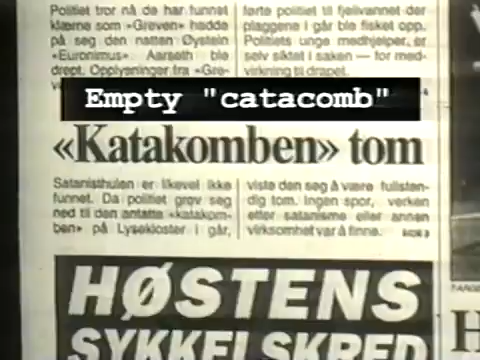 Politiet tror nå de har funnet
klærne som «Greven» hadde
på seg den natten Øystein
«Euronimus» Aarseth ble
drept. Opplysninger fra «Gre-
førte politiet til fjellvannet der
plaggene i går ble fisket opp.
Politiets unge medhjelper, er
selv siktet i saken — for med-
virkning til drapet.
Empty "catacomb"
«Katakomben» tom
Satanisthulen er likevel ikke
funnet. Da politiet grov seg
ned til den antatte «katakom-
ben» på Lysekloster i går,
viste den seg å være fullsten-
dig tom. Ingen spor, verken
etter satanisme eller annen
virksomhet var å finne.
HØSTENS
SYKKELSKRED